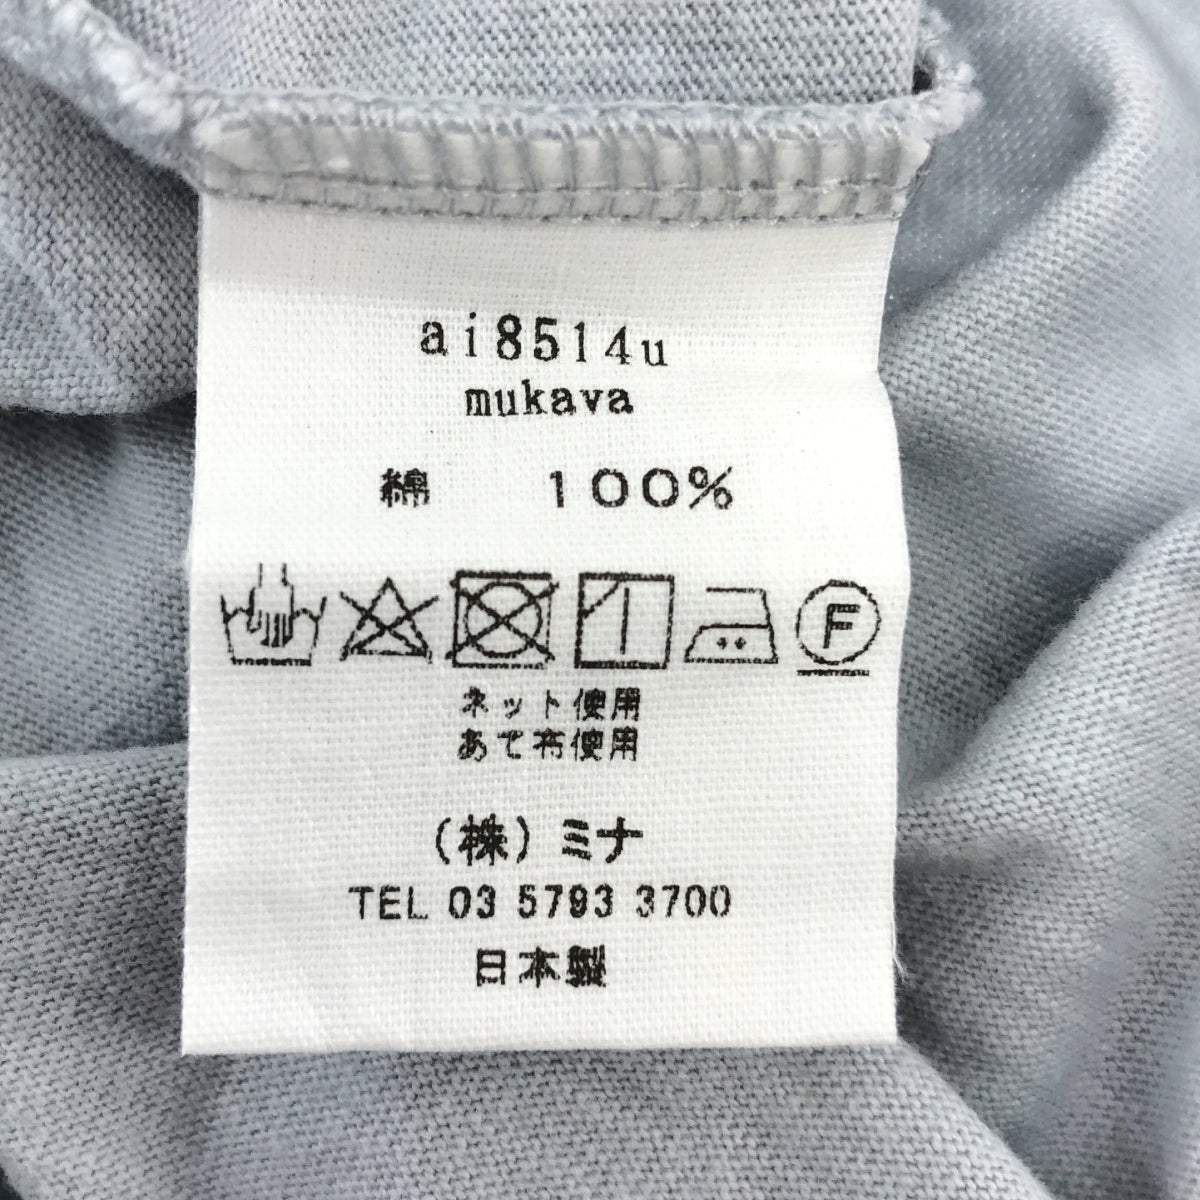 ai8514u
mukava
綿 100%
F
ネット使用
あて布使用
(株)ミナ
TEL 03 5793 3700
日本製